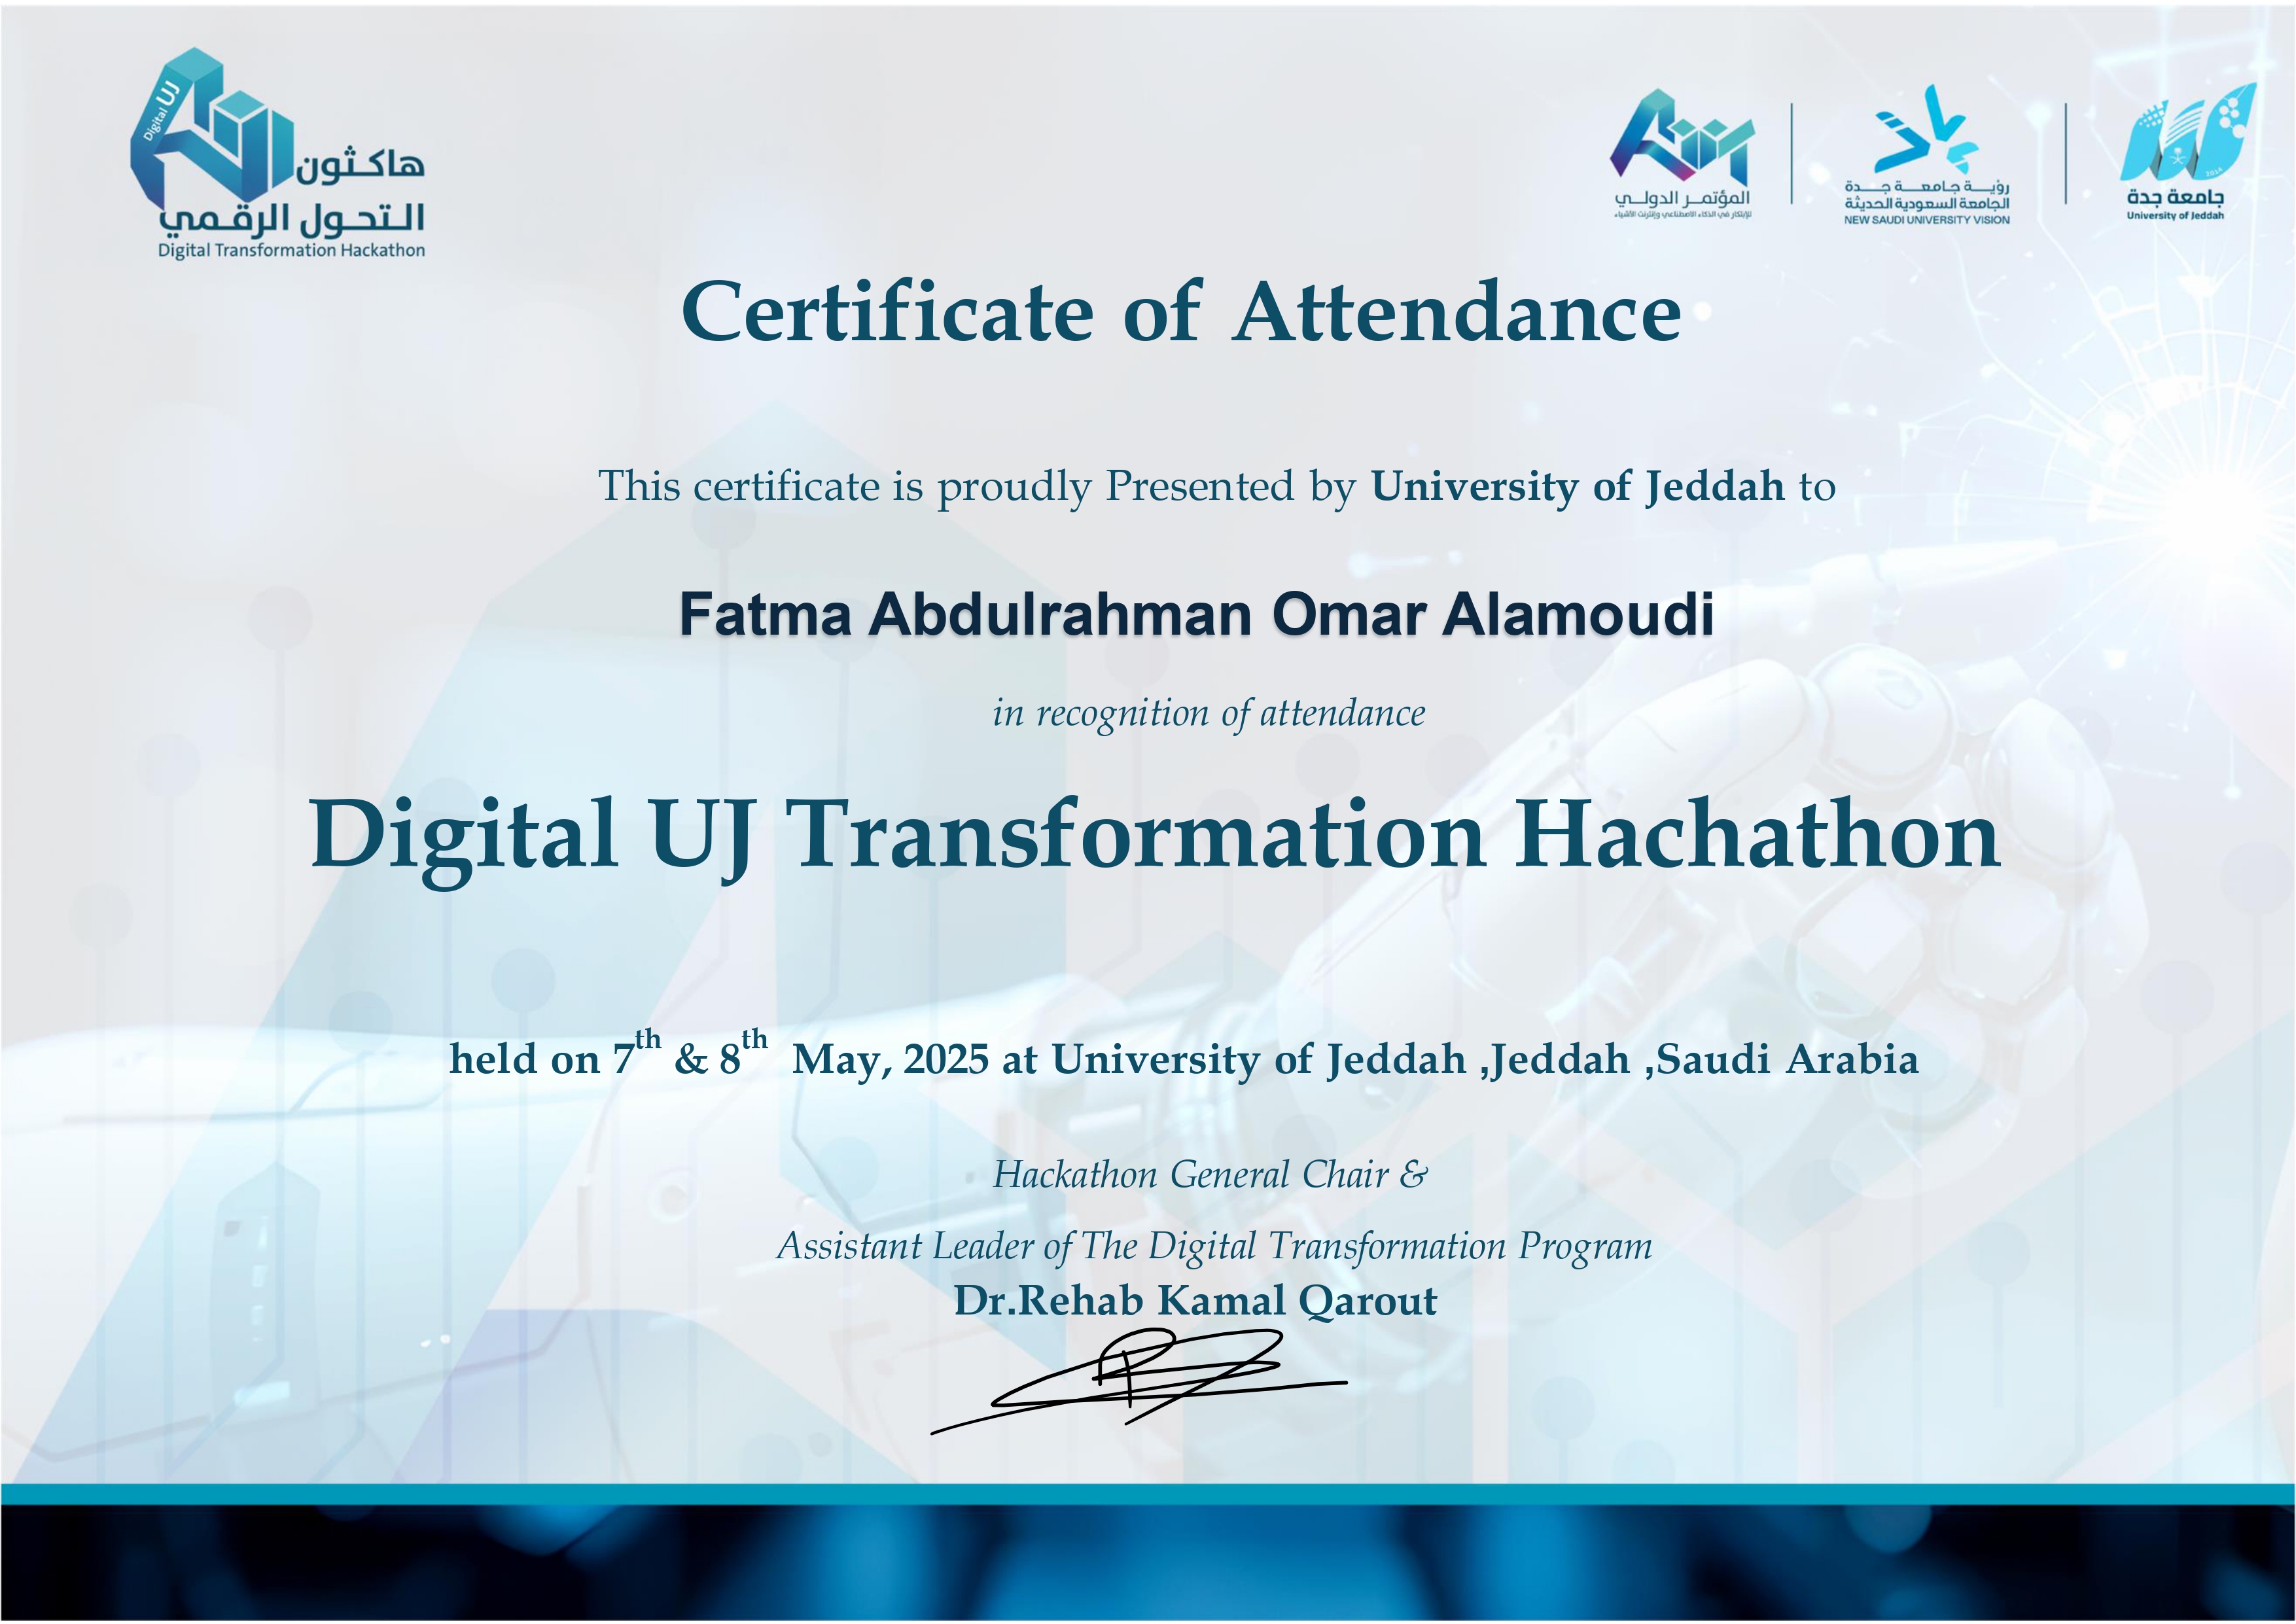 Digital UJ
هاكثون
التحول الرقمي
Digital Transformation Hackathon
المؤتمر الدولي
للابتكار في الذكاء الاصطناعي وإنترنت الأشياء
رؤية جامعة جدة
الجامعة السعودية الحديثة
NEW SAUDI UNIVERSITY VISION
2014
جامعة جدة
University of Jeddah
Certificate of Attendance
This certificate is proudly Presented by University of Jeddah to
Fatma Abdulrahman Omar Alamoudi
in recognition of attendance
Digital UJ Transformation Hachathon
held on 7th & 8th May, 2025 at University of Jeddah ,Jeddah ,Saudi Arabia
Hackathon General Chair &
Assistant Leader of The Digital Transformation Program
Dr.Rehab Kamal Qarout